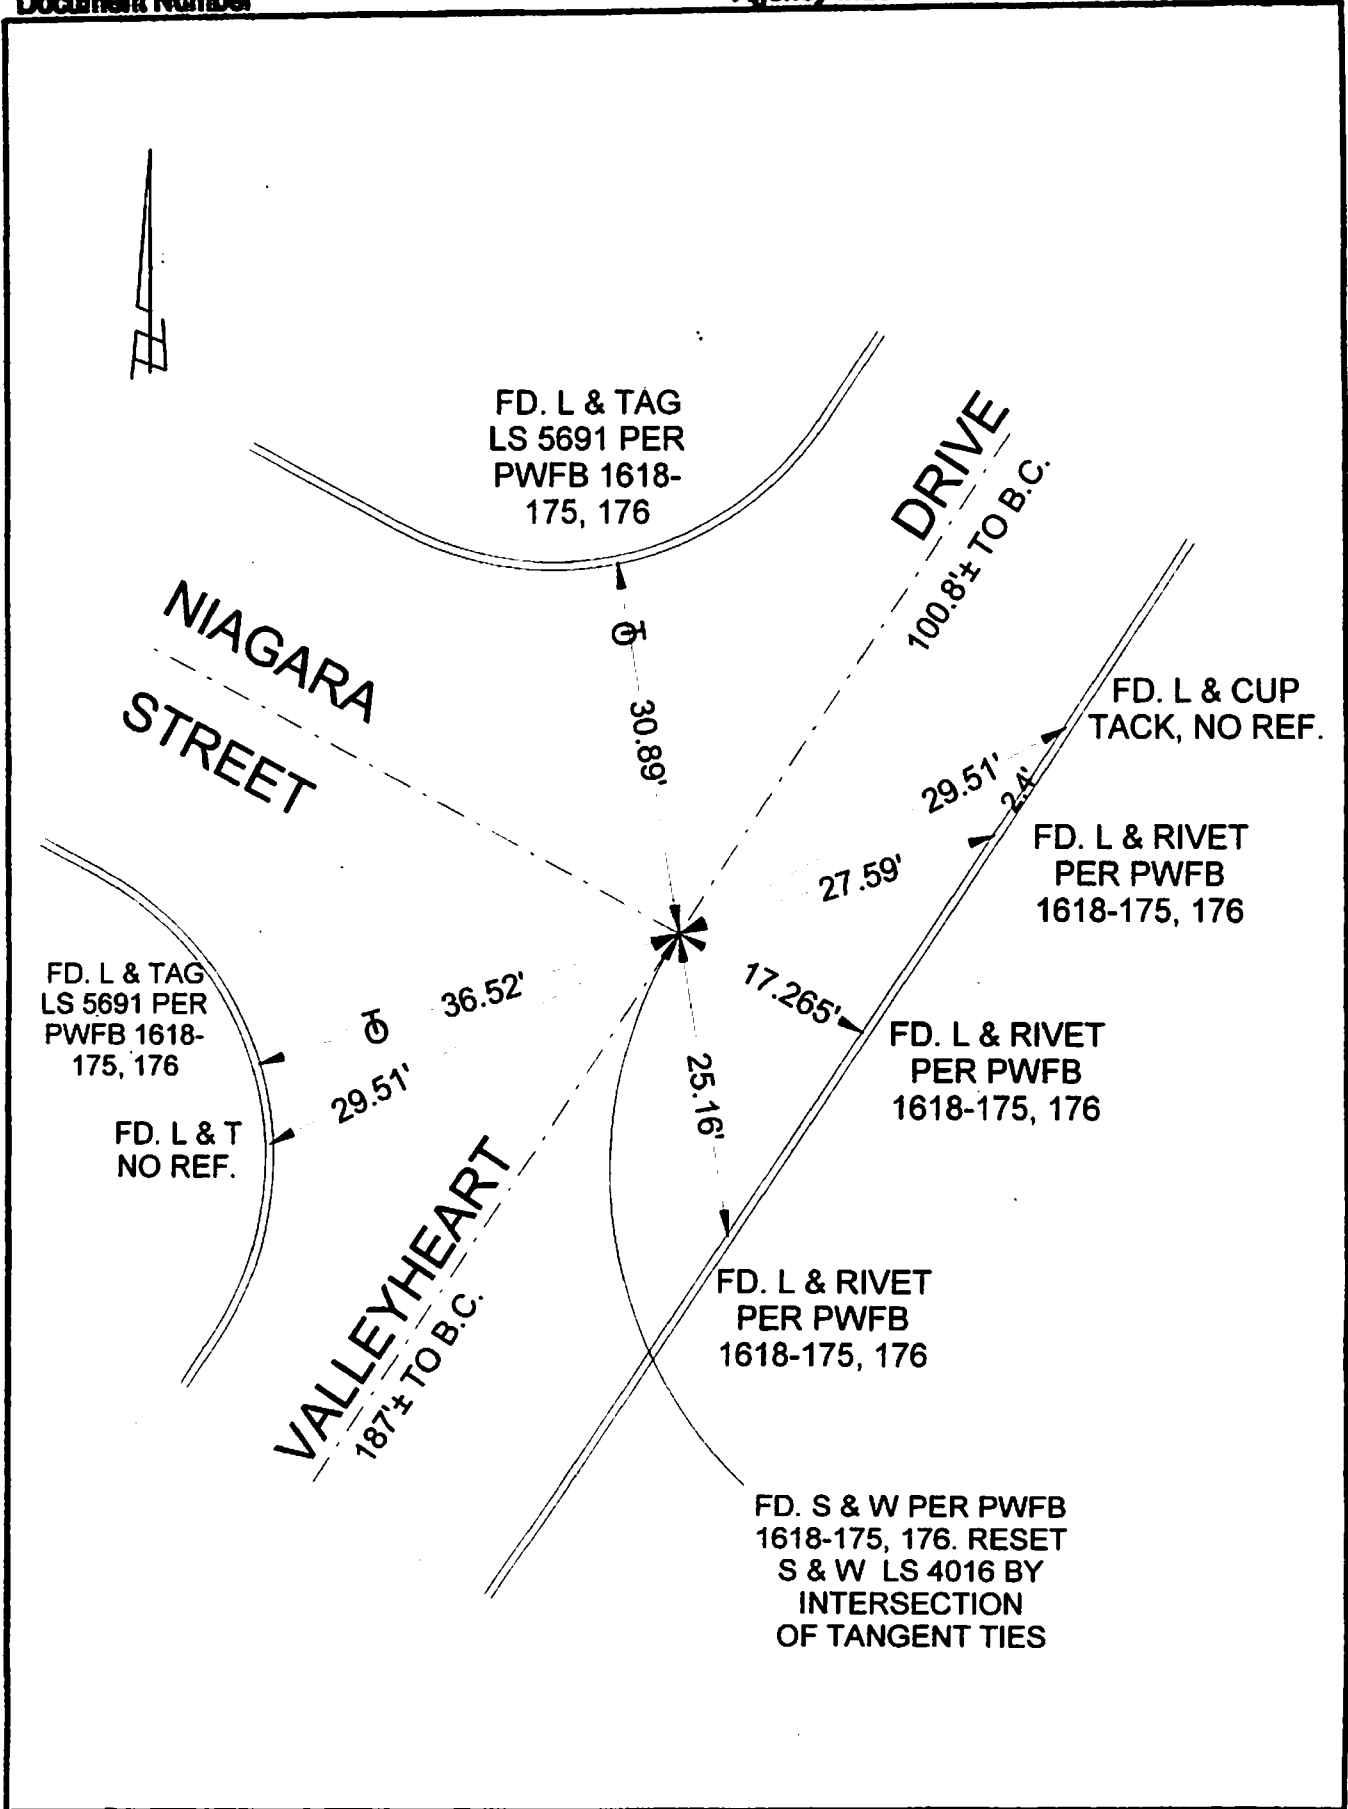 Document Number
FD. L & TAG
LS 5691 PER
PWFB 1618-
175, 176
DRIVE
100.8'± TO B.C.
NIAGARA
STREET
30.89'
FD. L & CUP
TACK, NO REF.
29.51'
2.4'
27.59'
FD. L & RIVET
PER PWFB
1618-175, 176
FD. L & TAG
LS 5691 PER
PWFB 1618-
175, 176
36.52'
17.265'
FD. L & RIVET
PER PWFB
1618-175, 176
29.51'
25.16'
FD. L & T
NO REF.
VALLEYHEART
187'± TO B.C.
FD. L & RIVET
PER PWFB
1618-175, 176
FD. S & W PER PWFB
1618-175, 176. RESET
S & W LS 4016 BY
INTERSECTION
OF TANGENT TIES